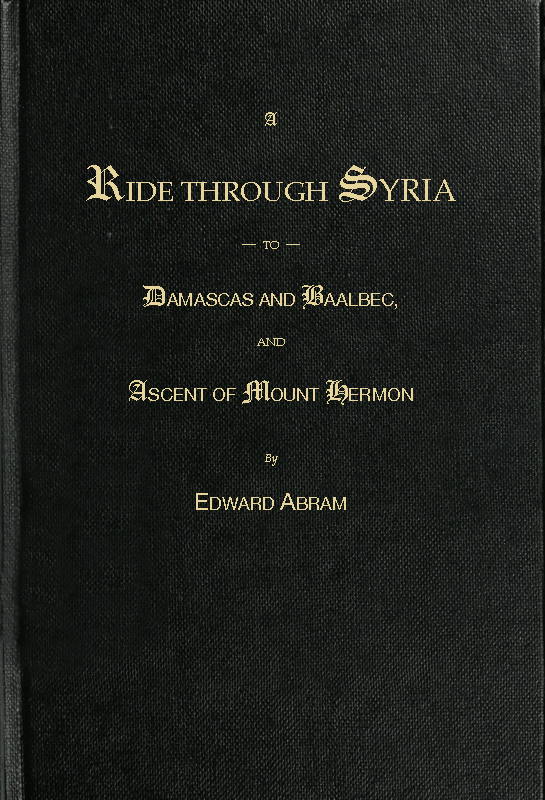 A
RIDE THROUGH SYRIA
— TO —
DAMASCAS AND BAALBEC,
AND
ASCENT OF MOUNT HERMON
By
EDWARD ABRAM